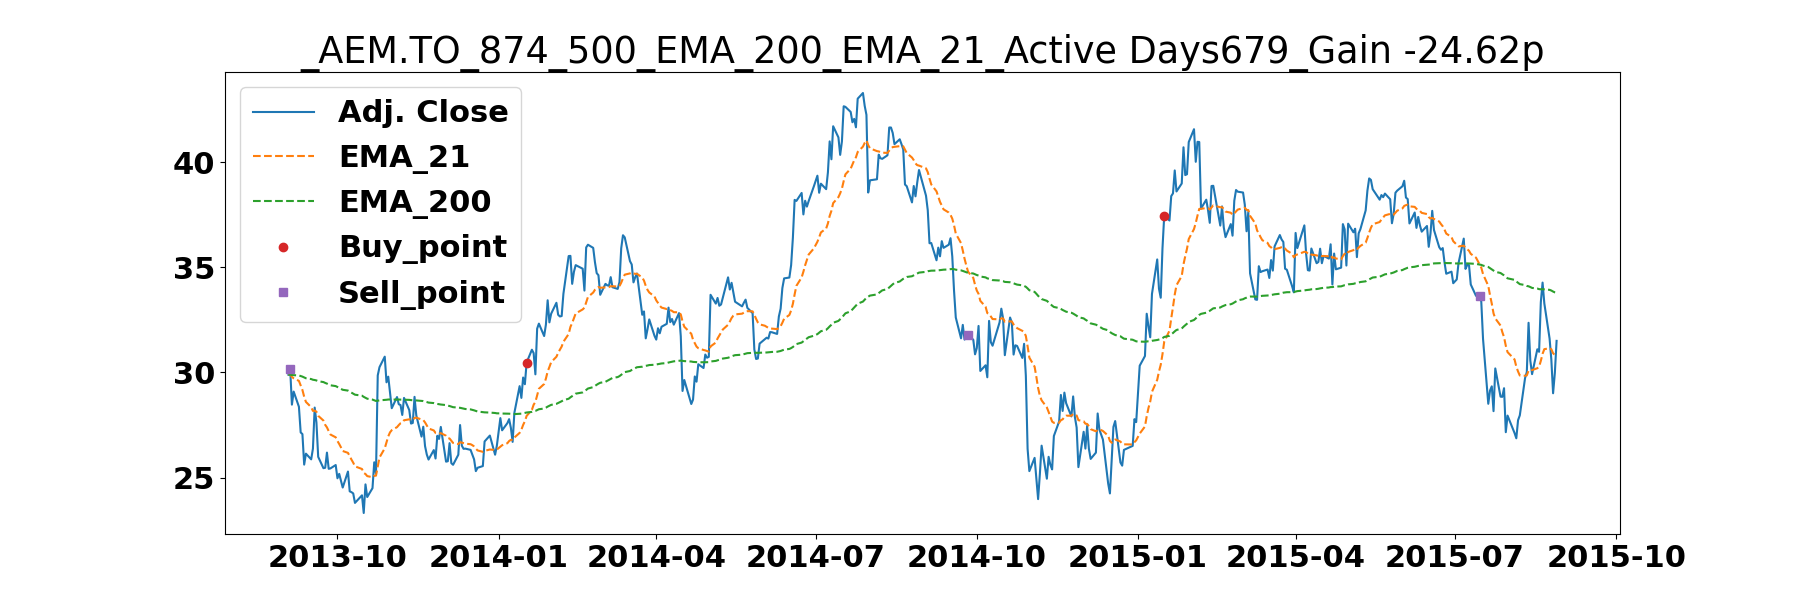 _AEM.TO_874_500_EMA_200_EMA_21_Active Days679_Gain -24.62p
Adj. Close
EMA_21
EMA_200
Buy_point
Sell_point
40
35
30
25
2013-10 2014-01 2014-04 2014-07 2014-10 2015-01 2015-04 2015-07 2015-10